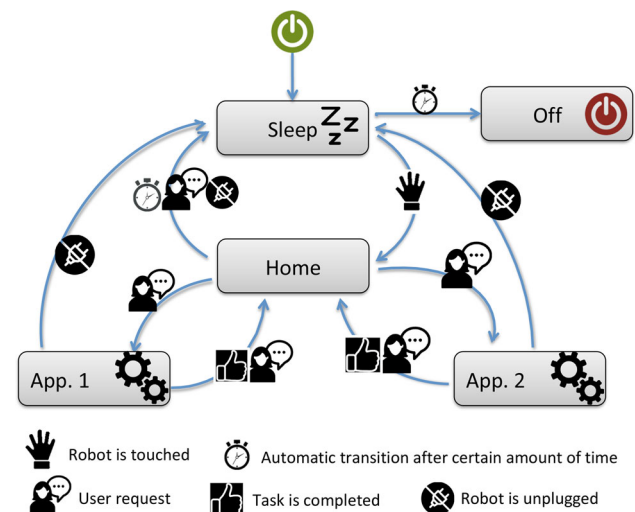 Sleep
Z Z Z
Off
Home
App. 1
App. 2
Robot is touched
Automatic transition after certain amount of time
User request
Task is completed
Robot is unplugged